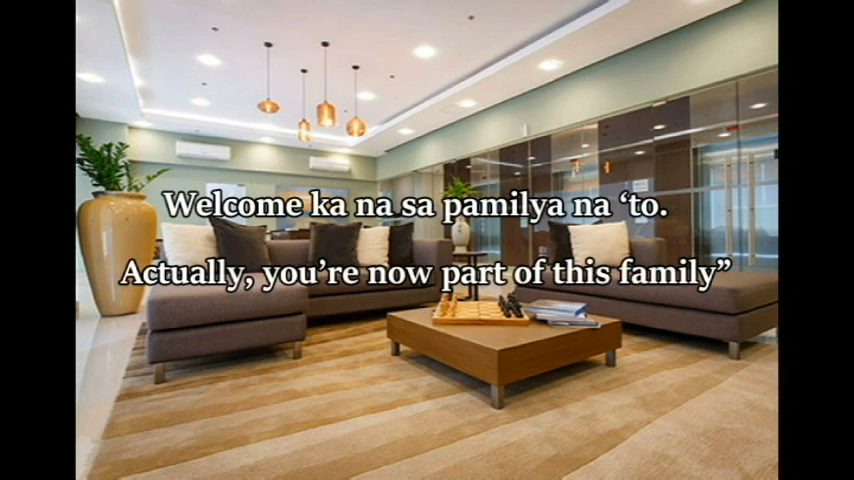 Welcome ka na sa pamilya na ‘to.
Actually, you’re now part of this family”